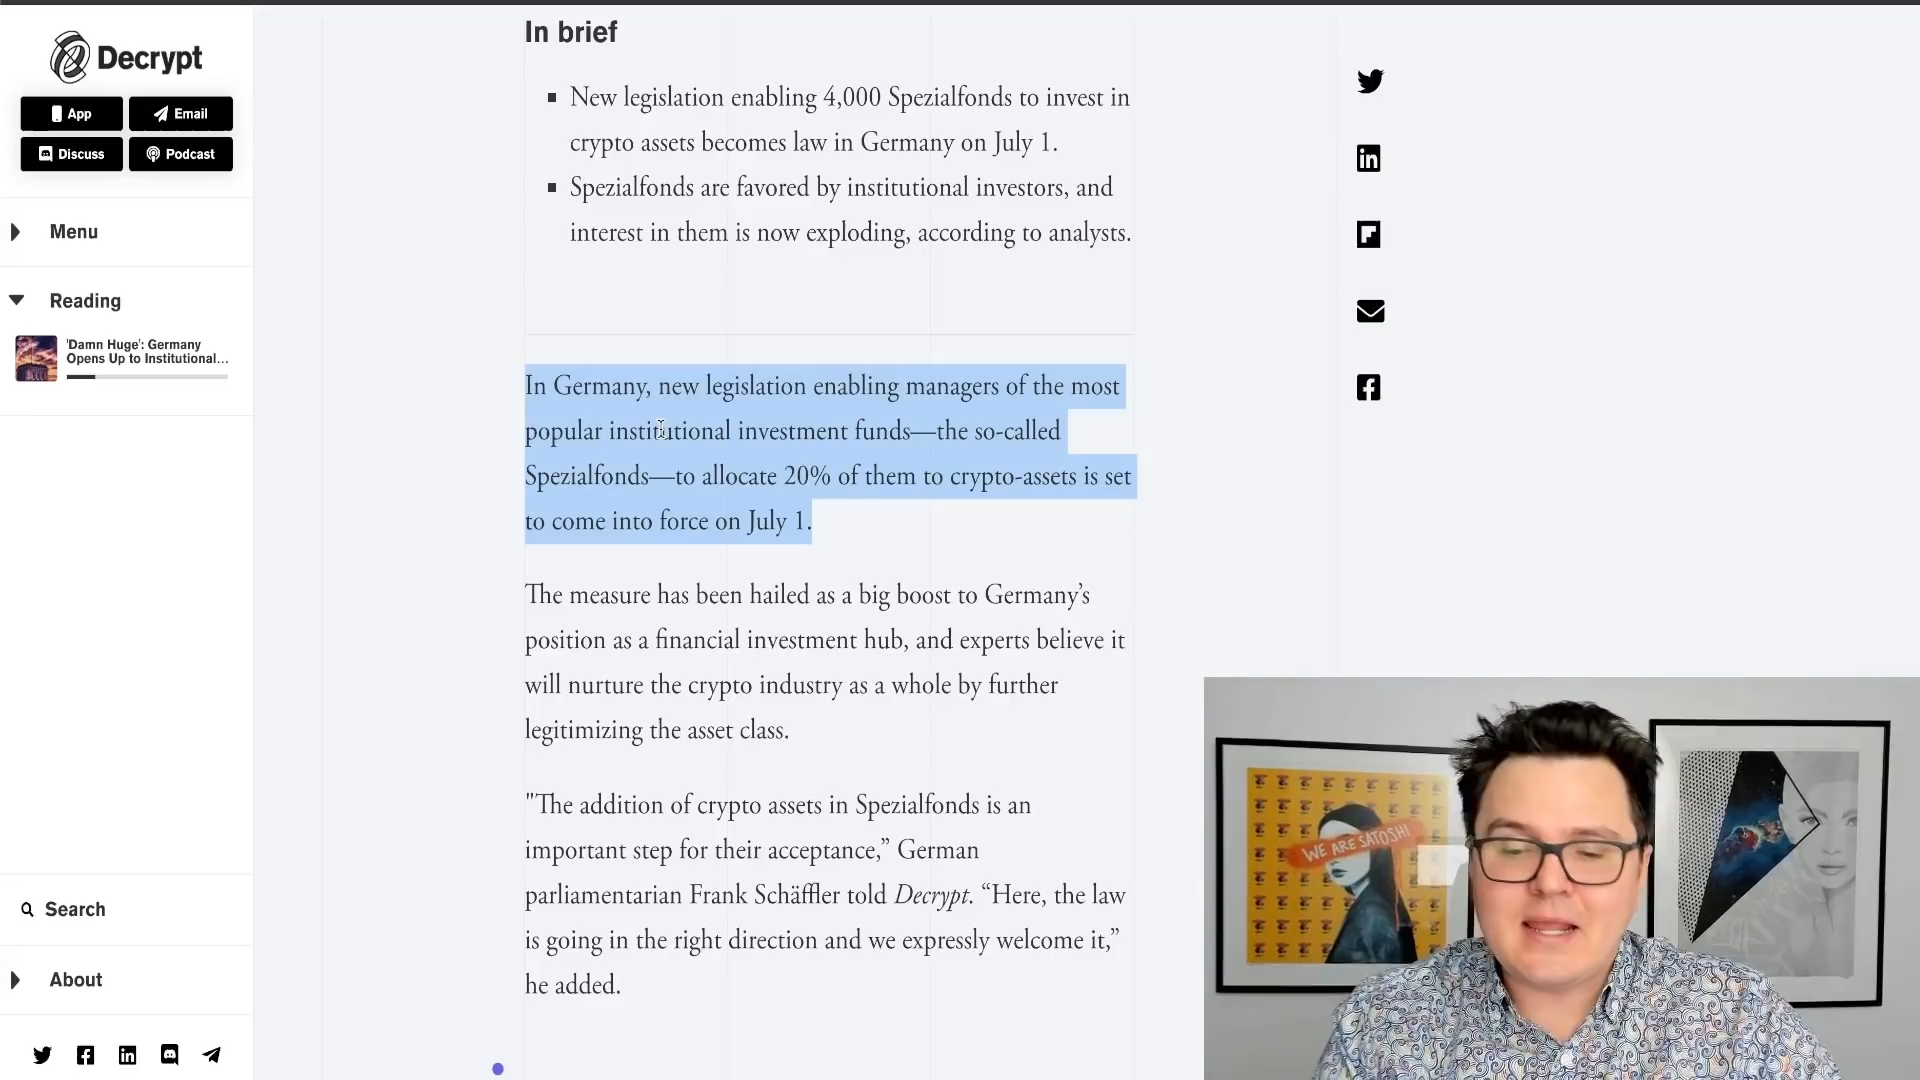 Decrypt
App
Email
Discuss
Podcast
Menu
Reading
'Damn Huge': Germany
Opens Up to Institutional...
Search
About
In brief
New legislation enabling 4,000 Spezialfonds to invest in
crypto assets becomes law in Germany on July 1.
Spezialfonds are favored by institutional investors, and
interest in them is now exploding, according to analysts.
In Germany, new legislation enabling managers of the most
popular institutional investment funds—the so-called
Spezialfonds—to allocate 20% of them to crypto-assets is set
to come into force on July 1.
The measure has been hailed as a big boost to Germany’s
position as a financial investment hub, and experts believe it
will nurture the crypto industry as a whole by further
legitimizing the asset class.
"The addition of crypto assets in Spezialfonds is an
important step for their acceptance,” German
parliamentarian Frank Schäffler told Decrypt. “Here, the law
is going in the right direction and we expressly welcome it,”
he added.
WE ARE SATOSHI